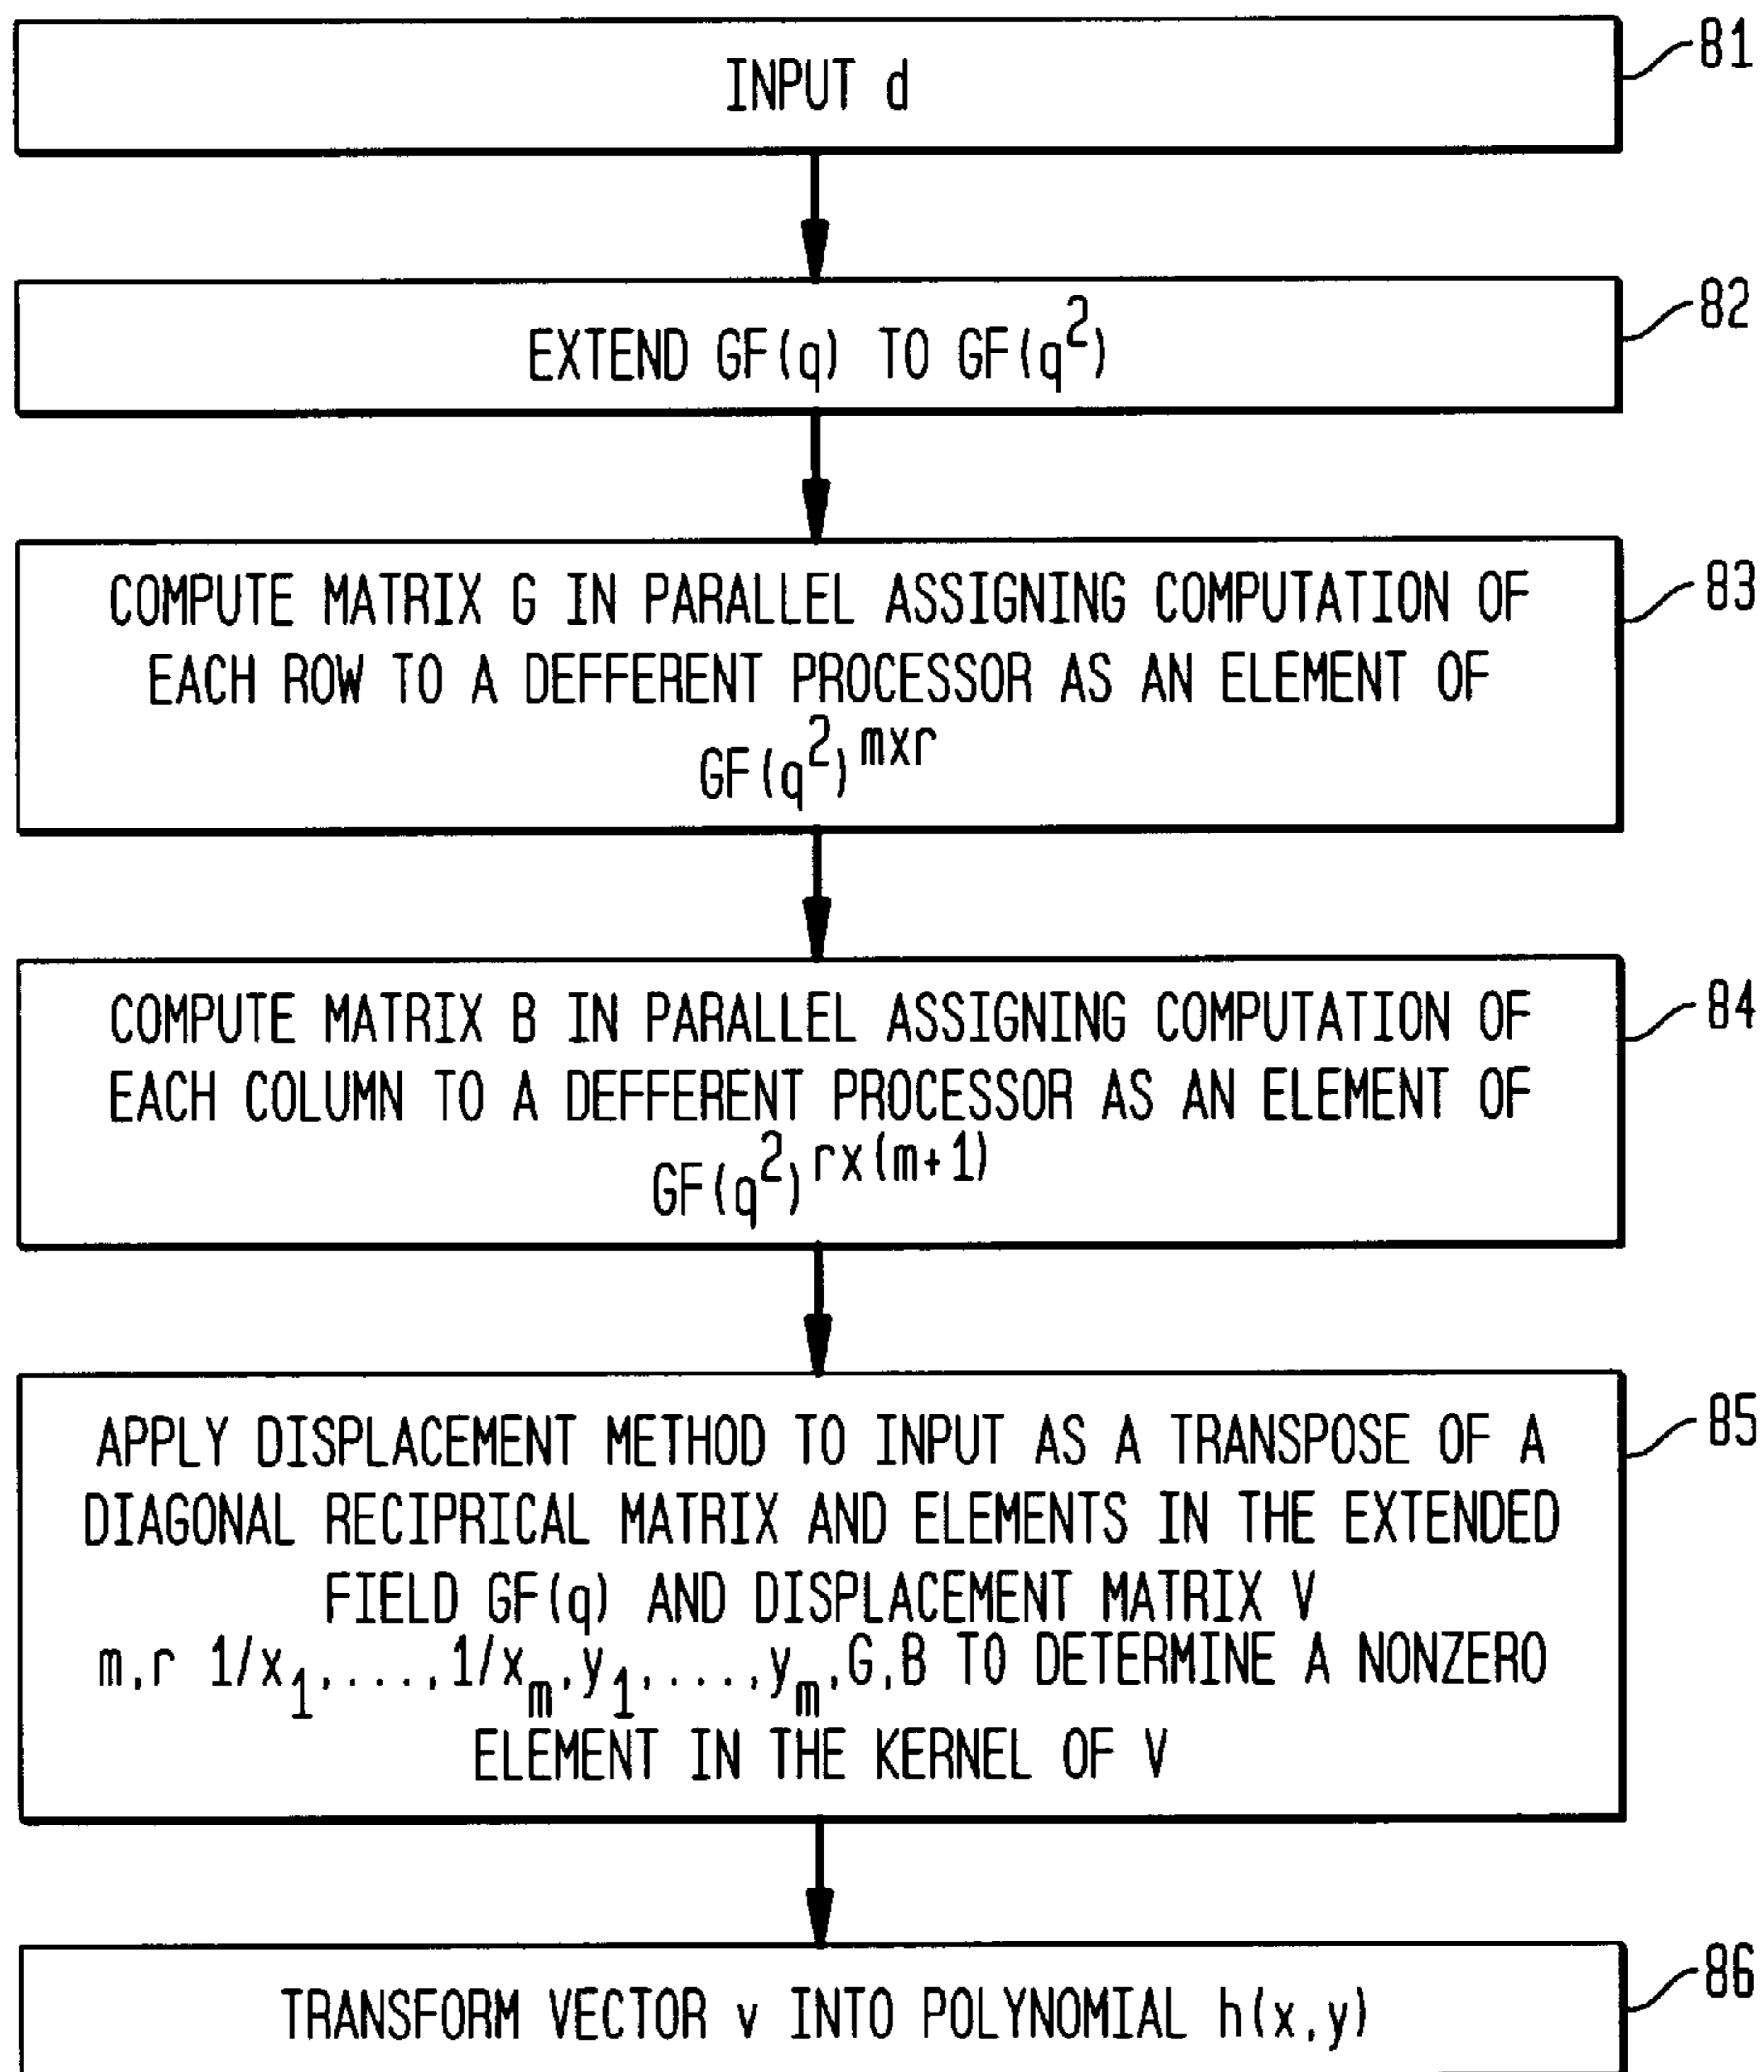 81
INPUT d
82
EXTEND GF(q) TO GF(q²)
83
COMPUTE MATRIX G IN PARALLEL ASSIGNING COMPUTATION OF
EACH ROW TO A DEFFERENT PROCESSOR AS AN ELEMENT OF
GF(q²)^mxr
84
COMPUTE MATRIX B IN PARALLEL ASSIGNING COMPUTATION OF
EACH COLUMN TO A DEFFERENT PROCESSOR AS AN ELEMENT OF
GF(q²)^rx(m+1)
85
APPLY DISPLACEMENT METHOD TO INPUT AS A TRANSPOSE OF A
DIAGONAL RECIPRICAL MATRIX AND ELEMENTS IN THE EXTENDED
FIELD GF(q) AND DISPLACEMENT MATRIX V
m,r 1/x₁,....,1/xₘ,y₁,....,yₘ,G,B TO DETERMINE A NONZERO
ELEMENT IN THE KERNEL OF V
86
TRANSFORM VECTOR v INTO POLYNOMIAL h(x,y)